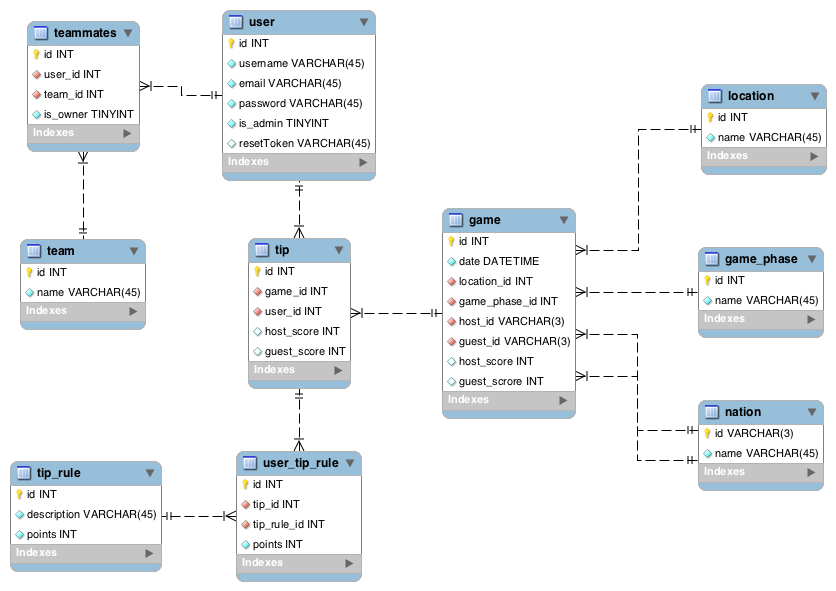 teammates
id INT
user_id INT
team_id INT
is_owner TINYINT
Indexes
user
id INT
username VARCHAR(45)
email VARCHAR(45)
password VARCHAR(45)
is_admin TINYINT
resetToken VARCHAR(45)
Indexes
location
id INT
name VARCHAR(45)
Indexes
team
id INT
name VARCHAR(45)
Indexes
tip
id INT
game_id INT
user_id INT
host_score INT
guest_score INT
Indexes
game
id INT
date DATETIME
location_id INT
game_phase_id INT
host_id VARCHAR(3)
guest_id VARCHAR(3)
host_score INT
guest_scrore INT
Indexes
game_phase
id INT
name VARCHAR(45)
Indexes
nation
id VARCHAR(3)
name VARCHAR(45)
Indexes
tip_rule
id INT
description VARCHAR(45)
points INT
Indexes
user_tip_rule
id INT
tip_id INT
tip_rule_id INT
points INT
Indexes